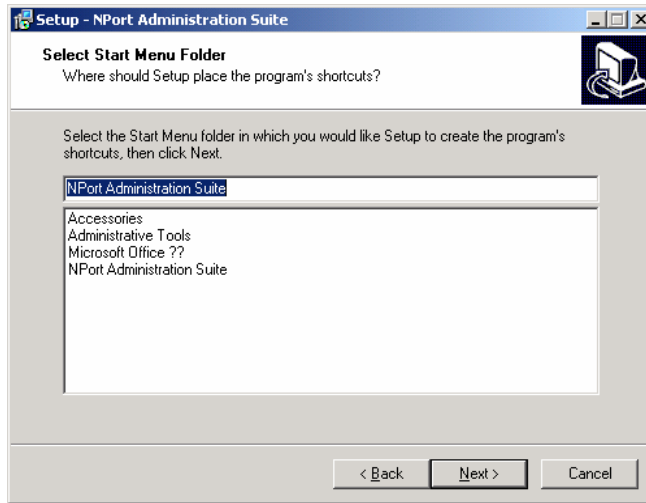 Setup - NPort Administration Suite
Select Start Menu Folder
Where should Setup place the program's shortcuts?
Select the Start Menu folder in which you would like Setup to create the program's
shortcuts, then click Next.
NPort Administration Suite
Accessories
Administrative Tools
Microsoft Office ??
NPort Administration Suite
< Back
Next >
Cancel